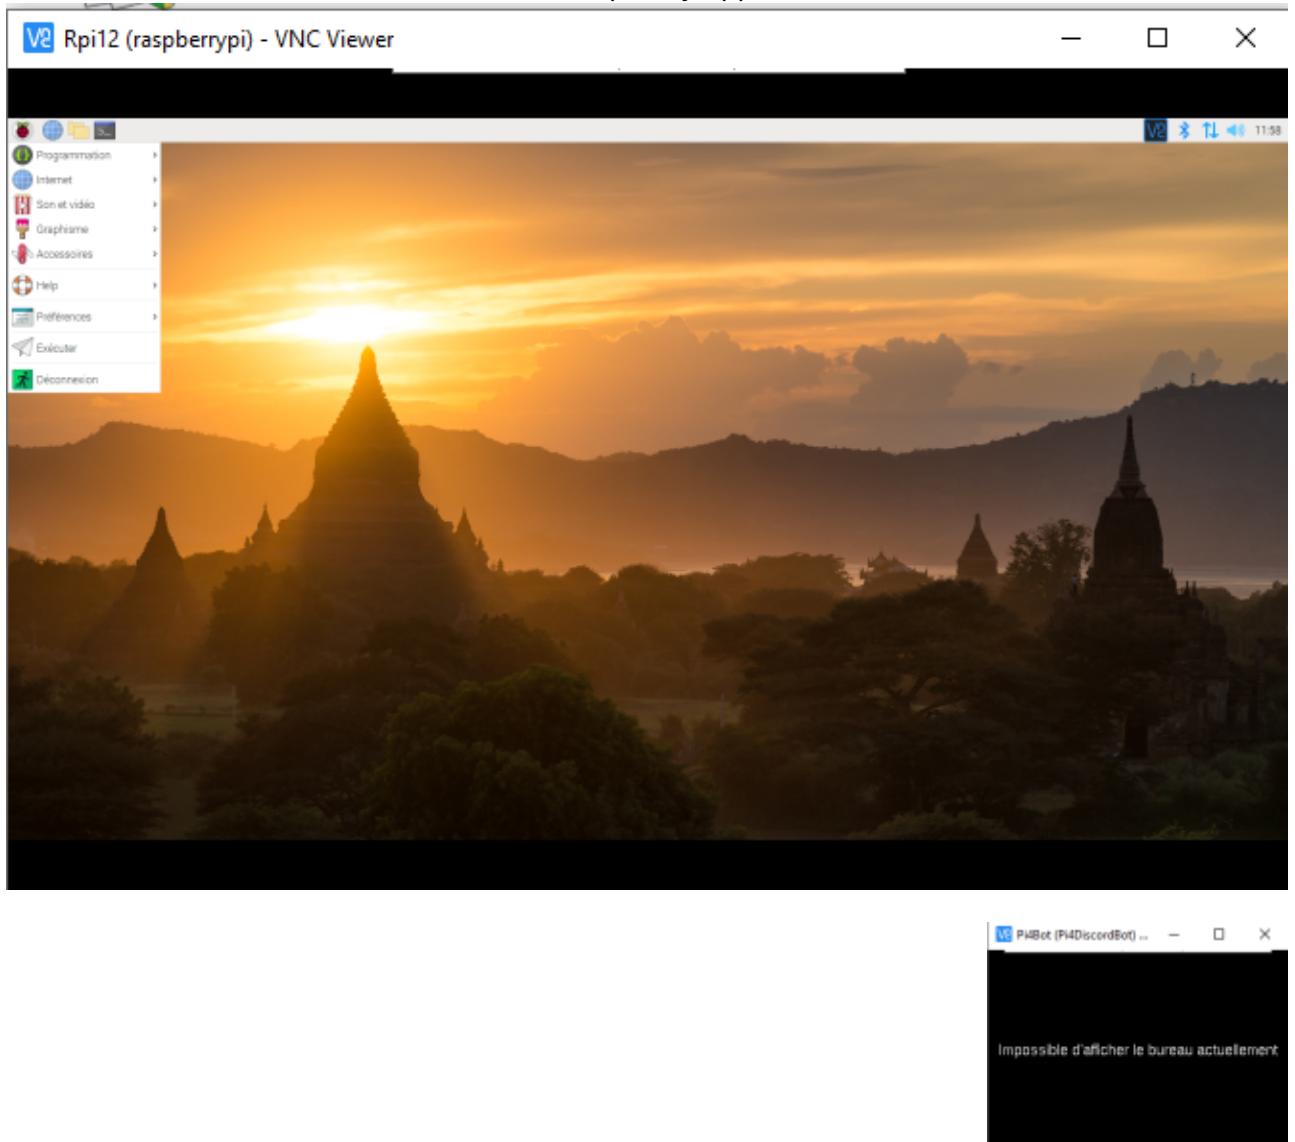 Rpi12 (raspberrypi) - VNC Viewer
11:58
Programmation
Internet
Son et vidéo
Graphisme
Accessoires
Help
Préférences
Exécuter
Déconnexion
Pi4Bot (Pi4DiscordBot) ...
Impossible d'afficher le bureau actuellement